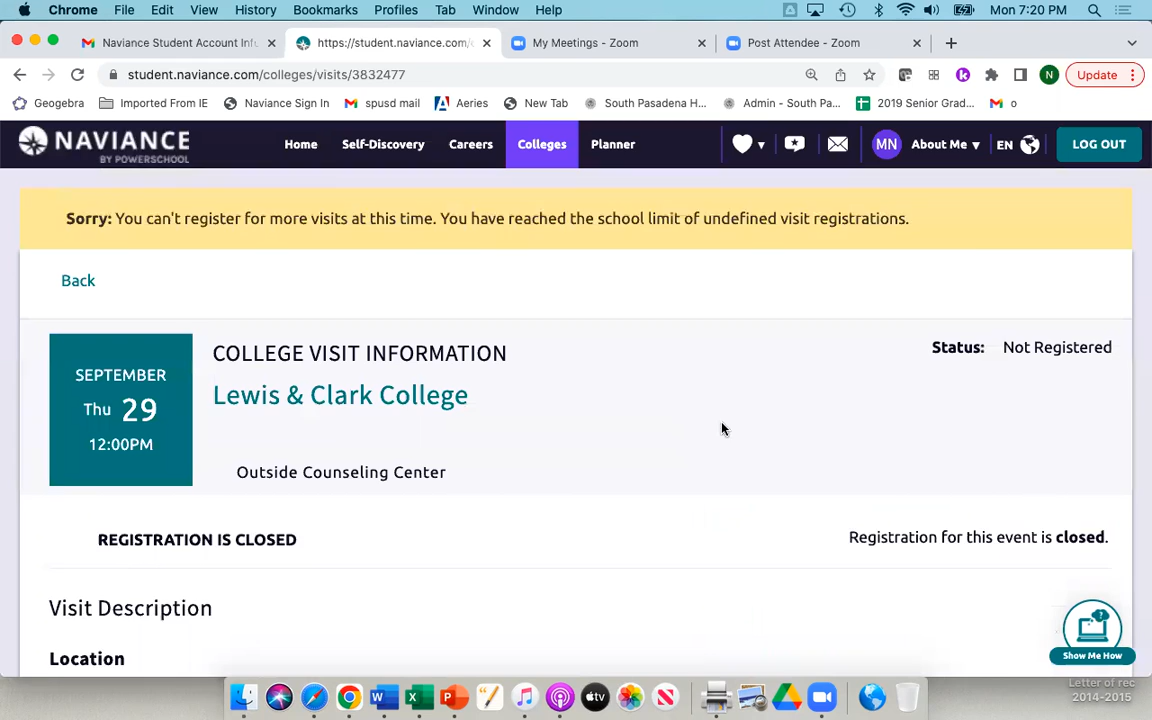 Chrome File Edit View History Bookmarks Profiles Tab Window Help Mon 7:20 PM
Naviance Student Account Inf https://student.naviance.com/ My Meetings - Zoom Post Attendee - Zoom
student.naviance.com/colleges/visits/3832477 N Update
Geogebra Imported From IE Naviance Sign In spusd mail Aeries New Tab South Pasadena H... Admin - South Pa... 2019 Senior Grad... o
NAVIANCE
BY POWERSCHOOL
Home Self-Discovery Careers Colleges Planner MN About Me EN LOG OUT
Sorry: You can't register for more visits at this time. You have reached the school limit of undefined visit registrations.
Back
SEPTEMBER
Thu 29
12:00PM
COLLEGE VISIT INFORMATION
Lewis & Clark College
Outside Counseling Center
Status: Not Registered
REGISTRATION IS CLOSED
Registration for this event is closed.
Visit Description
Location
Show Me How
Letter of rec
2014-2015